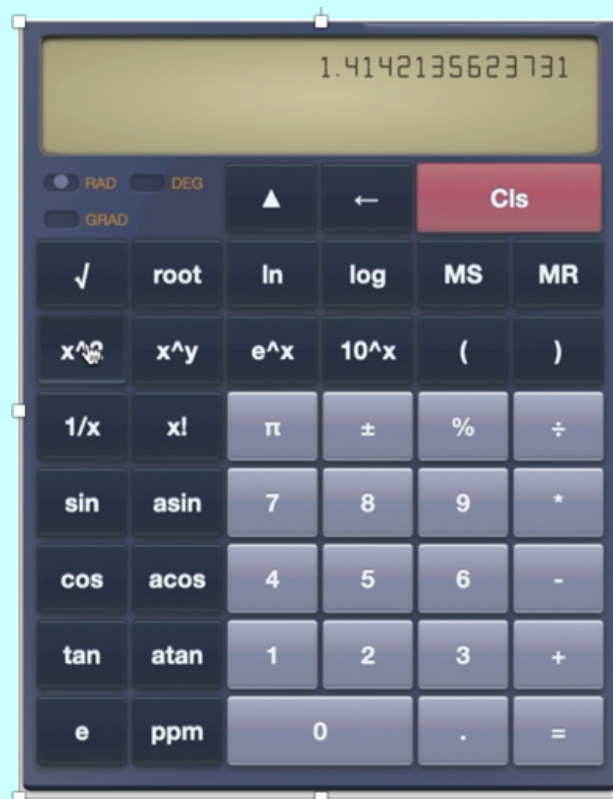 1.4142135623731
RAD DEG
▲ ← Cls
GRAD
√ root ln log MS MR
x^y e^x 10^x ( )
1/x x! π ± % ÷
sin asin 7 8 9 *
cos acos 4 5 6 -
tan atan 1 2 3 +
e ppm 0 . =